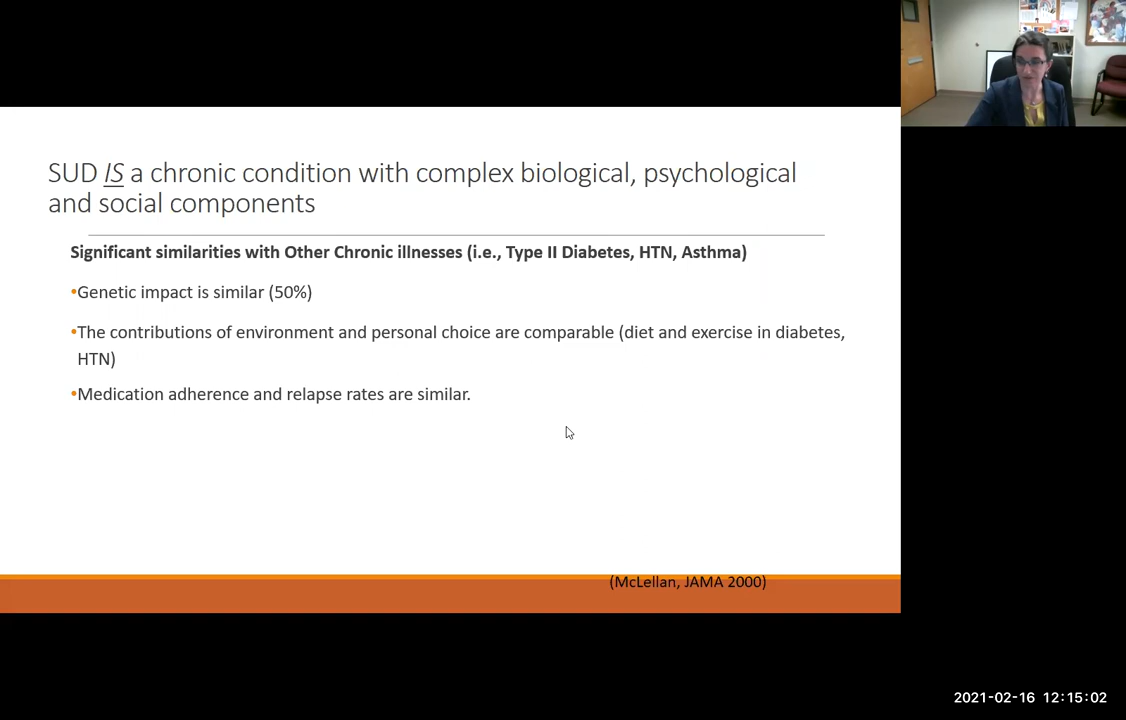 SUD IS a chronic condition with complex biological, psychological
and social components
Significant similarities with Other Chronic illnesses (i.e., Type II Diabetes, HTN, Asthma)
•Genetic impact is similar (50%)
•The contributions of environment and personal choice are comparable (diet and exercise in diabetes,
HTN)
•Medication adherence and relapse rates are similar.
(McLellan, JAMA 2000)
2021-02-16 12:15:02